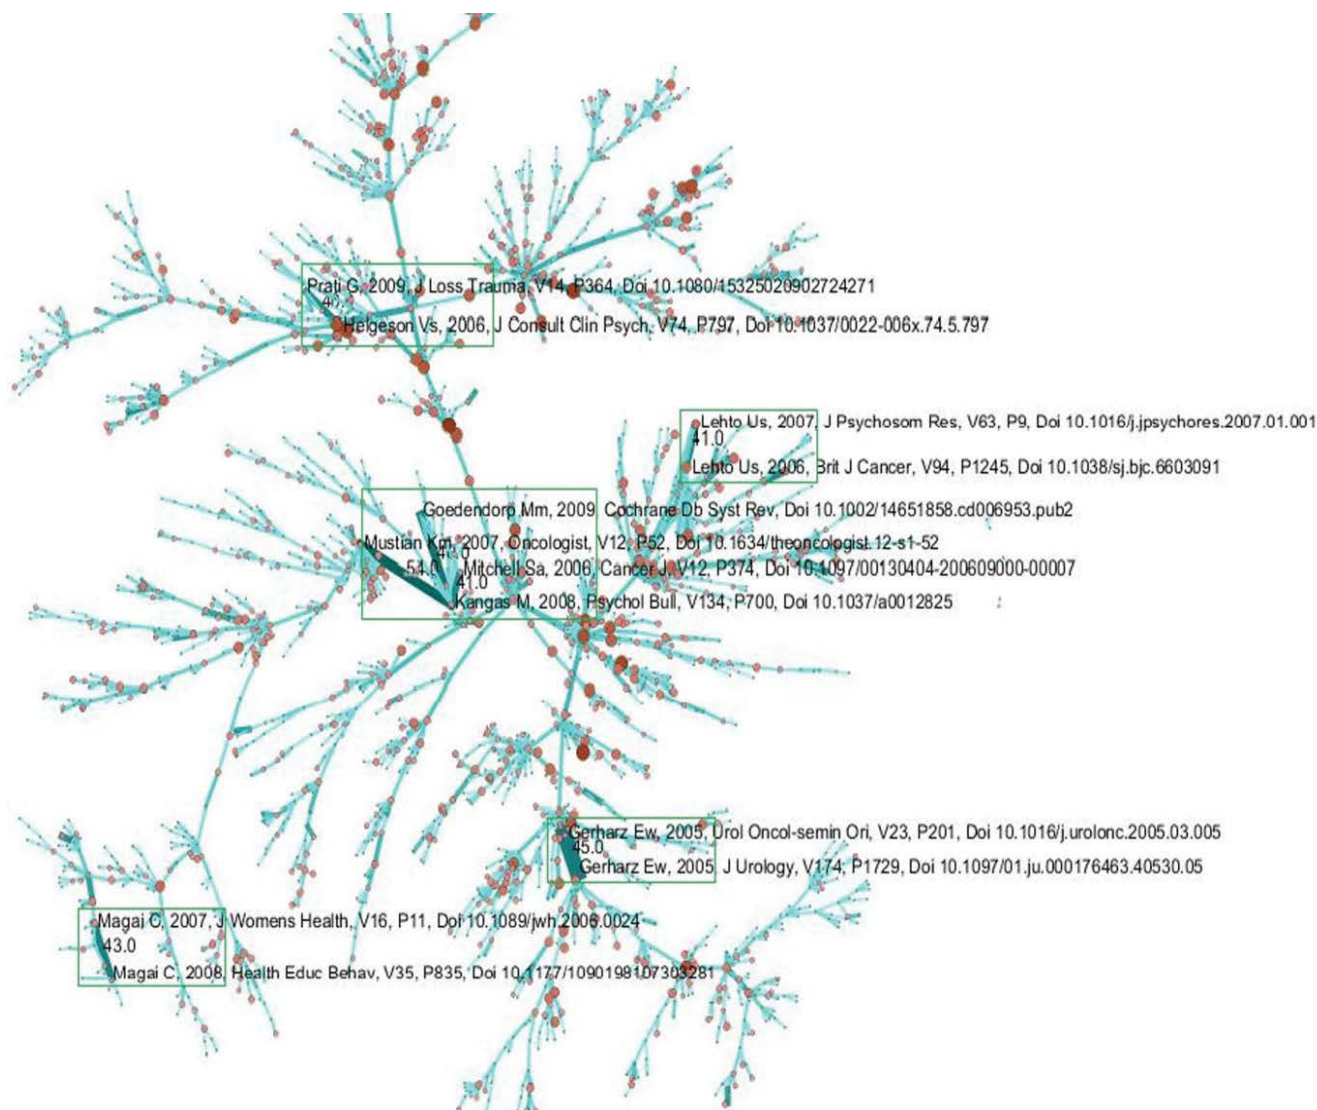 Prati G, 2009, J Loss Trauma, V14, P364, Doi 10.1080/15325020902724271
Helgeson Vs, 2006, J Consult Clin Psych, V74, P797, Doi 10.1037/0022-006x.74.5.797
Lehto Us, 2007, J Psychosom Res, V63, P9, Doi 10.1016/j.jpsychores.2007.01.001
41.0
Lehto Us, 2006, Brit J Cancer, V94, P1245, Doi 10.1038/sj.bjc.6603091
Goedendorp Mm, 2009, Cochrane Db Syst Rev, Doi 10.1002/14651858.cd006953.pub2
Mustian Km, 2007, Oncologist, V12, P52, Doi 10.1634/theoncologist.12-s1-52
54.0
Mitchell Sa, 2006, Cancer J, V12, P374, Doi 10.1097/00130404-200609000-00007
41.0
Kangas M, 2008, Psychol Bull, V134, P700, Doi 10.1037/a0012825
Gerharz Ew, 2005, Urol Oncol-semin Ori, V23, P201, Doi 10.1016/j.urolonc.2005.03.005
45.0
Gerharz Ew, 2005, J Urology, V174, P1729, Doi 10.1097/01.ju.000176463.40530.05
Magai C, 2007, J Womens Health, V16, P11, Doi 10.1089/jwh.2006.0024
43.0
Magai C, 2008, Health Educ Behav, V35, P835, Doi 10.1177/1090198107303281